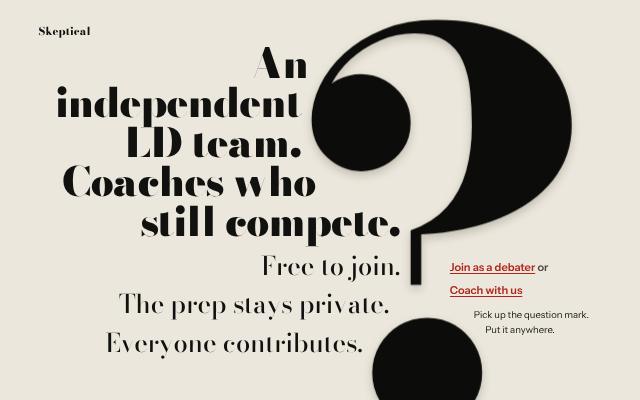 Skeptical
An
independent
LD team.
Coaches who
still compete.
Free to join.
The prep stays private.
Everyone contributes.
Join as a debater or
Coach with us
Pick up the question mark.
Put it anywhere.